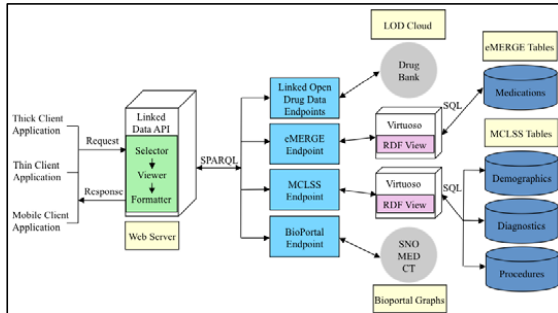 LOD Cloud
eMERGE Tables
Drug
Bank
Linked Open
Drug Data
Endpoints
Linked
Data API
Thick Client
Application
Request
Selector
Viewer
Formatter
SPARQL
eMERGE
Endpoint
Virtuoso
RDF View
SQL
Medications
MCLSS Tables
Thin Client
Application
Response
MCLSS
Endpoint
Virtuoso
RDF View
SQL
Demographics
Diagnostics
Procedures
Mobile Client
Application
Web Server
BioPortal
Endpoint
SNO
MED
CT
Bioportal Graphs